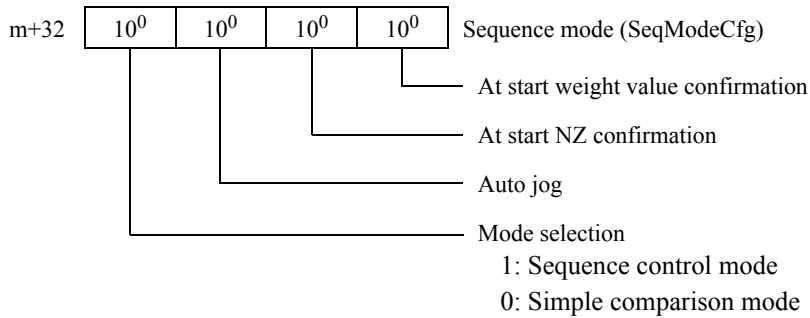 m+32 10⁰ 10⁰ 10⁰ 10⁰ Sequence mode (SeqModeCfg)
At start weight value confirmation
At start NZ confirmation
Auto jog
Mode selection
1: Sequence control mode
0: Simple comparison mode